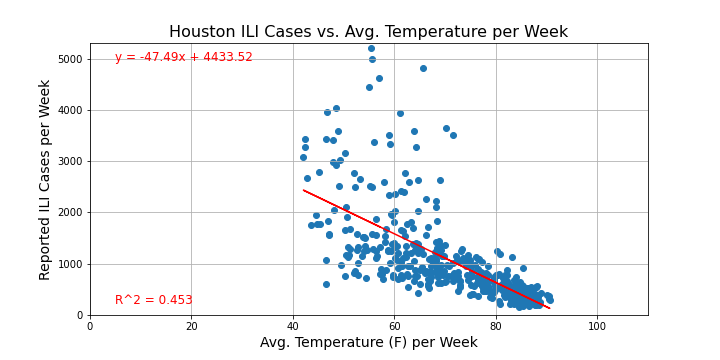 Houston ILI Cases vs. Avg. Temperature per Week
y = -47.49x + 4433.52
R^2 = 0.453
Reported ILI Cases per Week
5000
4000
3000
2000
1000
0
0 20 40 60 80 100
Avg. Temperature (F) per Week